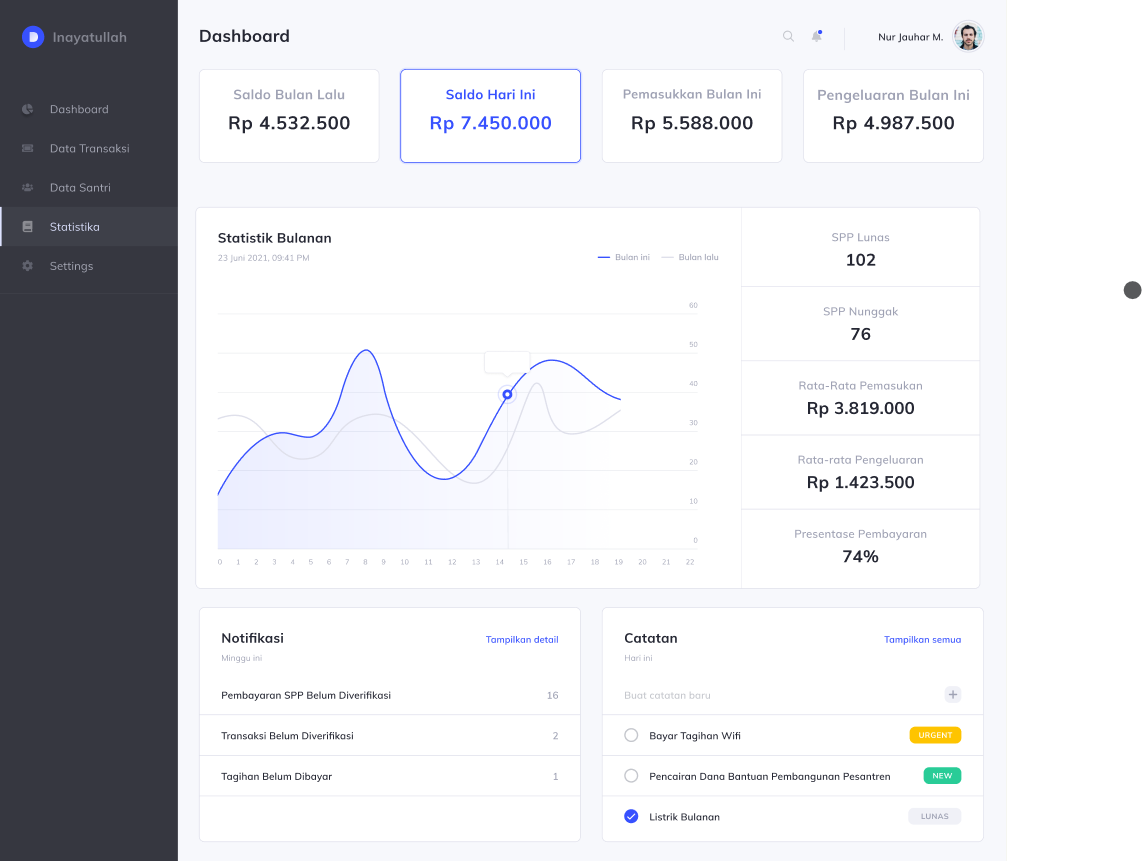 Inayatullah
Dashboard
Data Transaksi
Data Santri
Statistika
Settings
Dashboard
Nur Jauhar M.
Saldo Bulan Lalu
Rp 4.532.500
Saldo Hari Ini
Rp 7.450.000
Pemasukkan Bulan Ini
Rp 5.588.000
Pengeluaran Bulan Ini
Rp 4.987.500
Statistik Bulanan
23 Juni 2021, 09:41 PM
Bulan ini
Bulan lalu
60
50
40
30
20
10
0
0 1 2 3 4 5 6 7 8 9 10 11 12 13 14 15 16 17 18 19 20 21 22
SPP Lunas
102
SPP Nunggak
76
Rata-Rata Pemasukan
Rp 3.819.000
Rata-rata Pengeluaran
Rp 1.423.500
Presentase Pembayaran
74%
Notifikasi
Tampilkan detail
Minggu ini
Pembayaran SPP Belum Diverifikasi 16
Transaksi Belum Diverifikasi 2
Tagihan Belum Dibayar 1
Catatan
Tampilkan semua
Hari ini
Buat catatan baru
Bayar Tagihan Wifi URGENT
Pencairan Dana Bantuan Pembangunan Pesantren NEW
Listrik Bulanan LUNAS